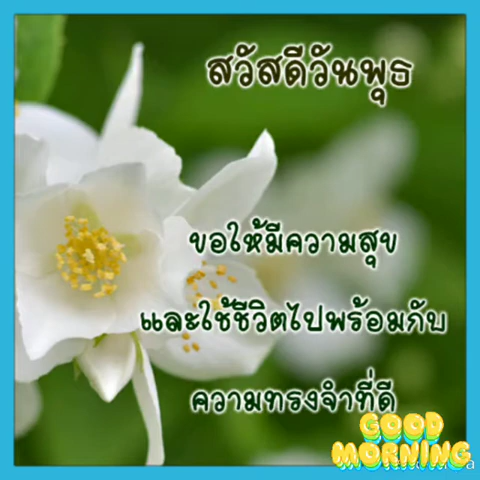 สวัสดีวันพุธ
ขอให้มีความสุข
และใช้ชีวิตไปพร้อมกับ
ความทรงจำที่ดี
GOOD
MORNING